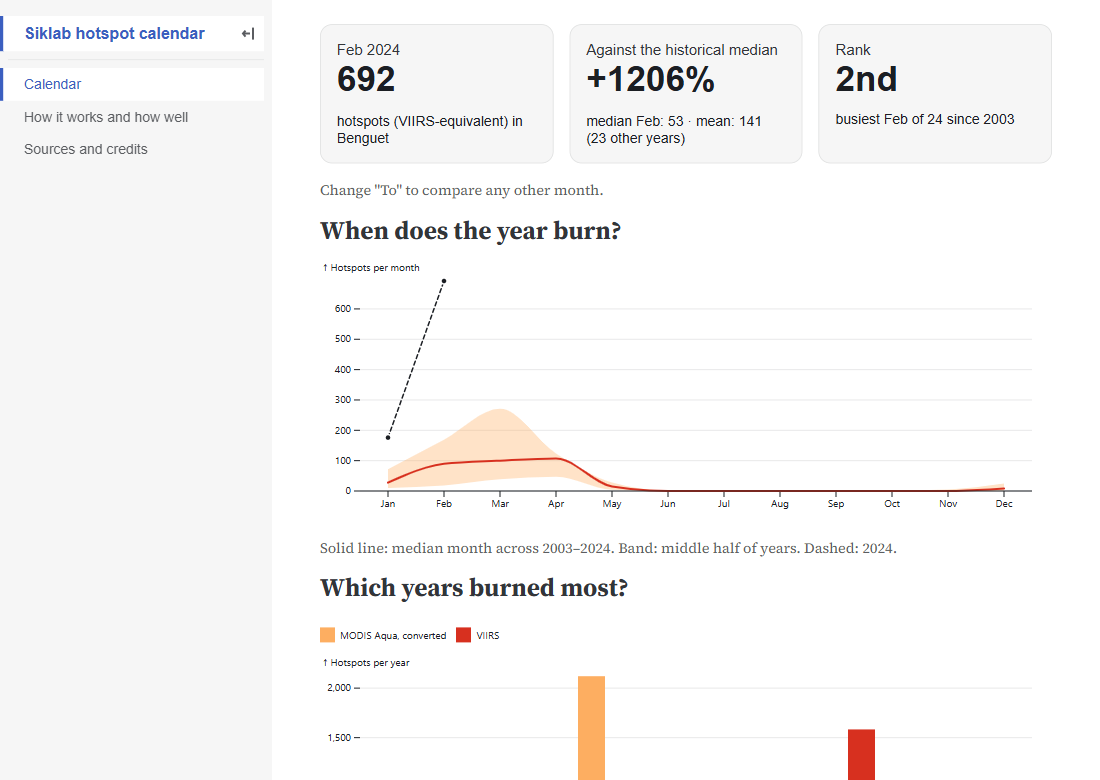 Siklab hotspot calendar
Calendar
How it works and how well
Sources and credits
Feb 2024
692
hotspots (VIIRS-equivalent) in
Benguet
Against the historical median
+1206%
median Feb: 53 · mean: 141
(23 other years)
Rank
2nd
busiest Feb of 24 since 2003
Change "To" to compare any other month.
When does the year burn?
↑ Hotspots per month
600
500
400
300
200
100
0
Jan Feb Mar Apr May Jun Jul Aug Sep Oct Nov Dec
Solid line: median month across 2003–2024. Band: middle half of years. Dashed: 2024.
Which years burned most?
MODIS Aqua, converted VIIRS
↑ Hotspots per year
2,000
1,500